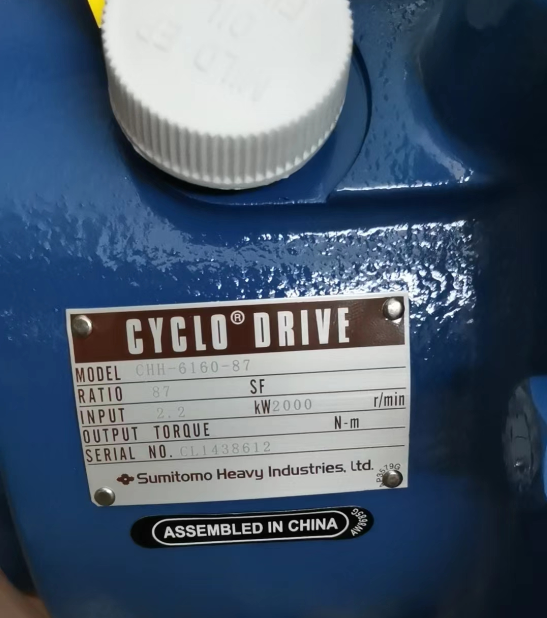 CYCLO® DRIVE
MODEL CHH-6160-87
RATIO 87 SF
INPUT 2.2 kW 2000 r/min
OUTPUT TORQUE N-m
SERIAL NO. CL1438612
Sumitomo Heavy Industries, Ltd.
ASSEMBLED IN CHINA